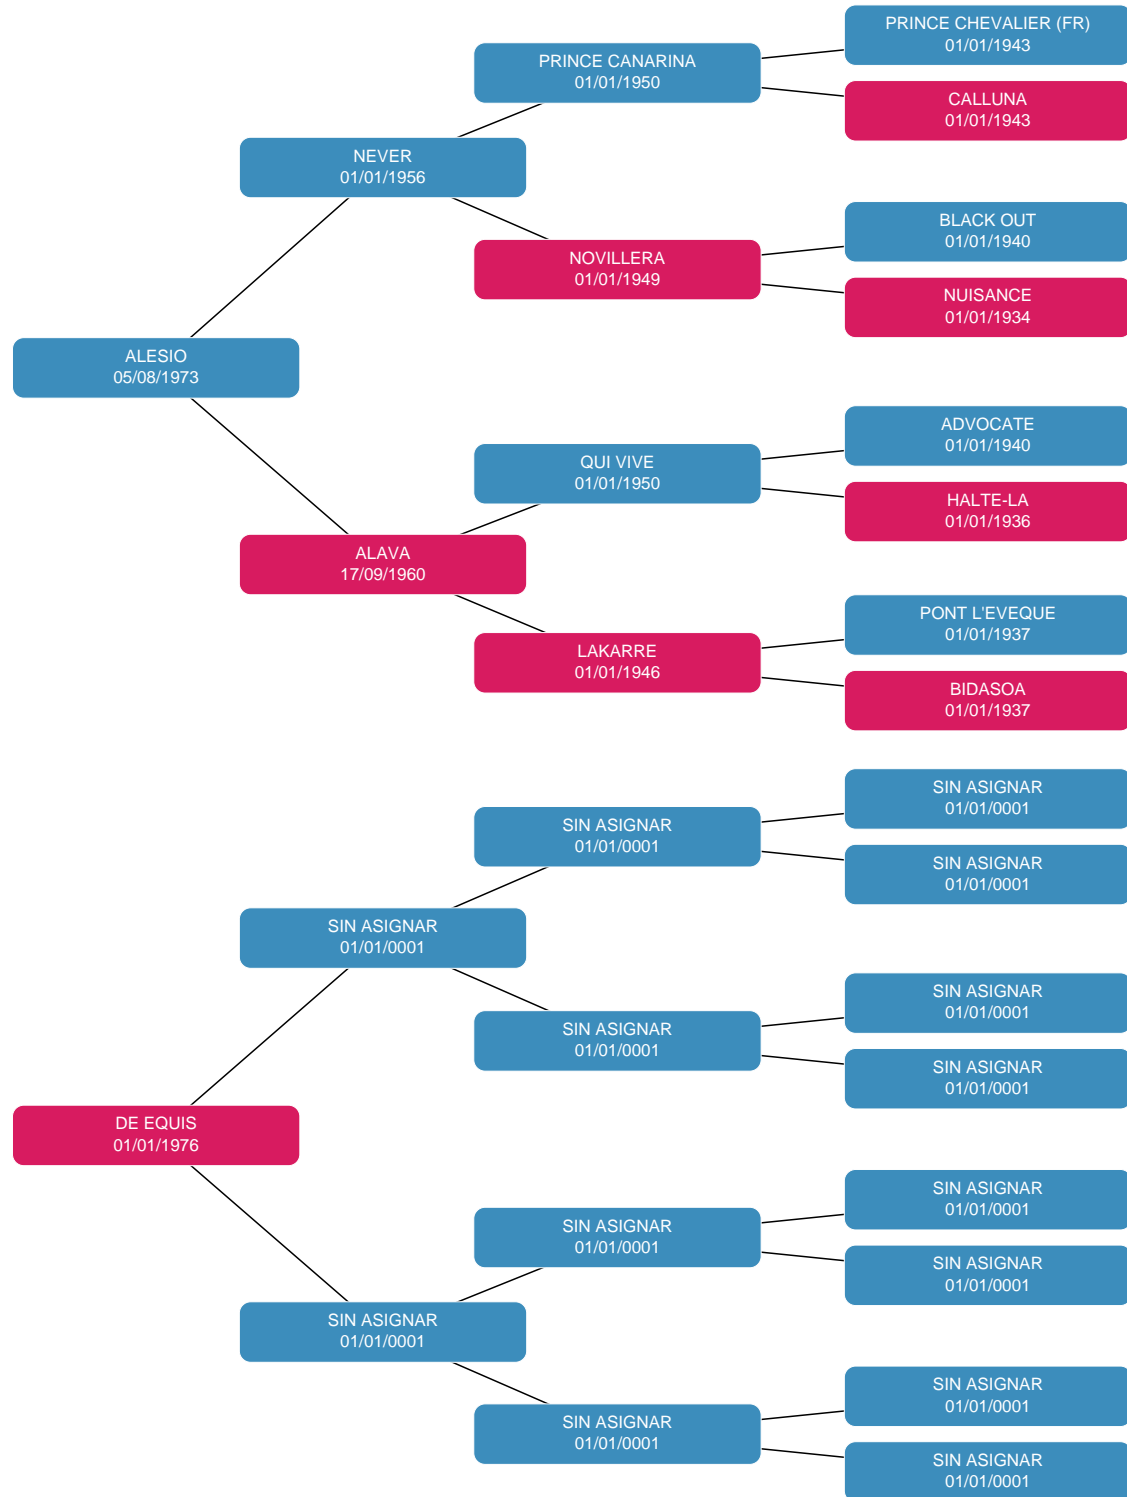 PRINCE CHEVALIER (FR)
01/01/1943
PRINCE CANARINA
01/01/1950
CALLUNA
01/01/1943
NEVER
01/01/1956
BLACK OUT
01/01/1940
NOVILLERA
01/01/1949
NUISANCE
01/01/1934
ALESIO
05/08/1973
ADVOCATE
01/01/1940
QUI VIVE
01/01/1950
HALTE-LA
01/01/1936
ALAVA
17/09/1960
PONT L'EVEQUE
01/01/1937
LAKARRE
01/01/1946
BIDASOA
01/01/1937
SIN ASIGNAR
01/01/0001
SIN ASIGNAR
01/01/0001
SIN ASIGNAR
01/01/0001
SIN ASIGNAR
01/01/0001
SIN ASIGNAR
01/01/0001
SIN ASIGNAR
01/01/0001
SIN ASIGNAR
01/01/0001
DE EQUIS
01/01/1976
SIN ASIGNAR
01/01/0001
SIN ASIGNAR
01/01/0001
SIN ASIGNAR
01/01/0001
SIN ASIGNAR
01/01/0001
SIN ASIGNAR
01/01/0001
SIN ASIGNAR
01/01/0001
SIN ASIGNAR
01/01/0001